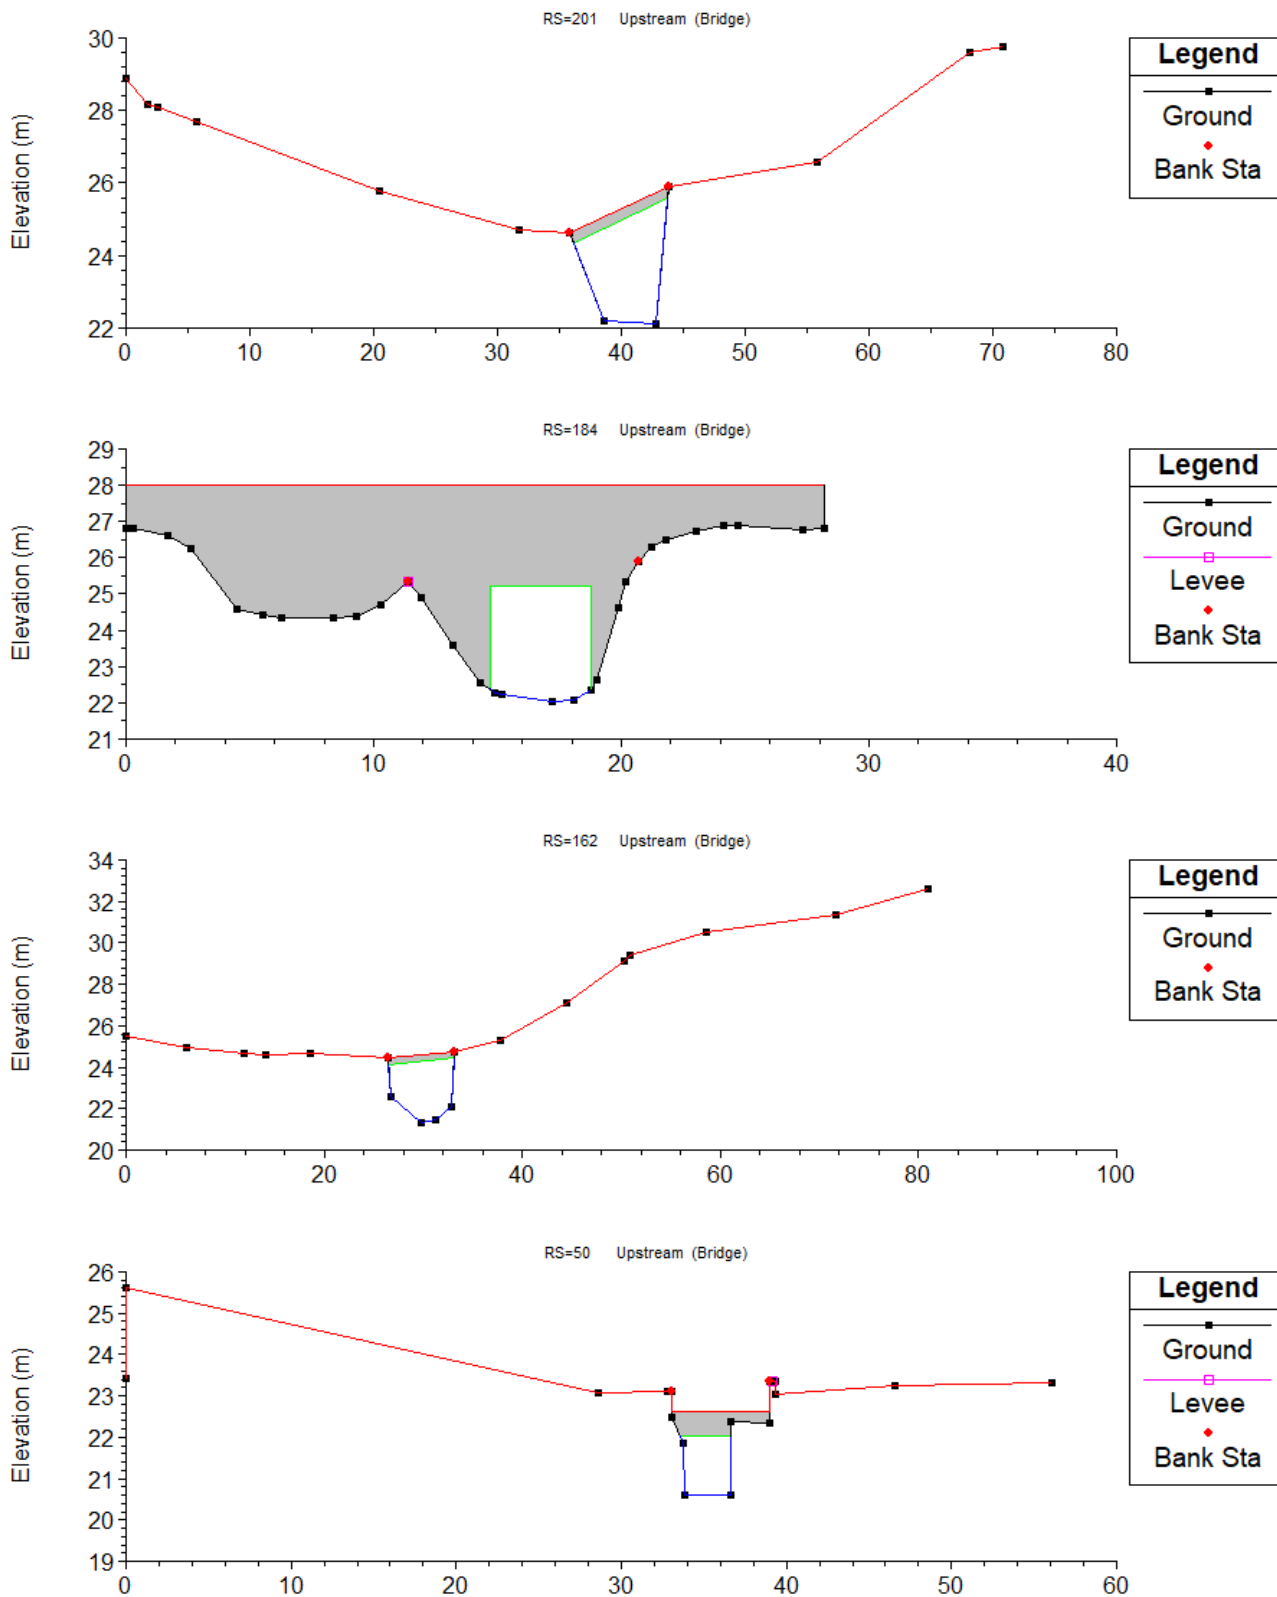 RS=201 Upstream (Bridge)
30
28
26
24
22
Elevation (m)
0 10 20 30 40 50 60 70 80
Legend
Ground
Bank Sta
RS=184 Upstream (Bridge)
29
28
27
26
25
24
23
22
21
Elevation (m)
0 10 20 30 40
Legend
Ground
Levee
Bank Sta
RS=162 Upstream (Bridge)
34
32
30
28
26
24
22
20
Elevation (m)
0 20 40 60 80 100
Legend
Ground
Bank Sta
RS=50 Upstream (Bridge)
26
25
24
23
22
21
20
19
Elevation (m)
0 10 20 30 40 50 60
Legend
Ground
Levee
Bank Sta